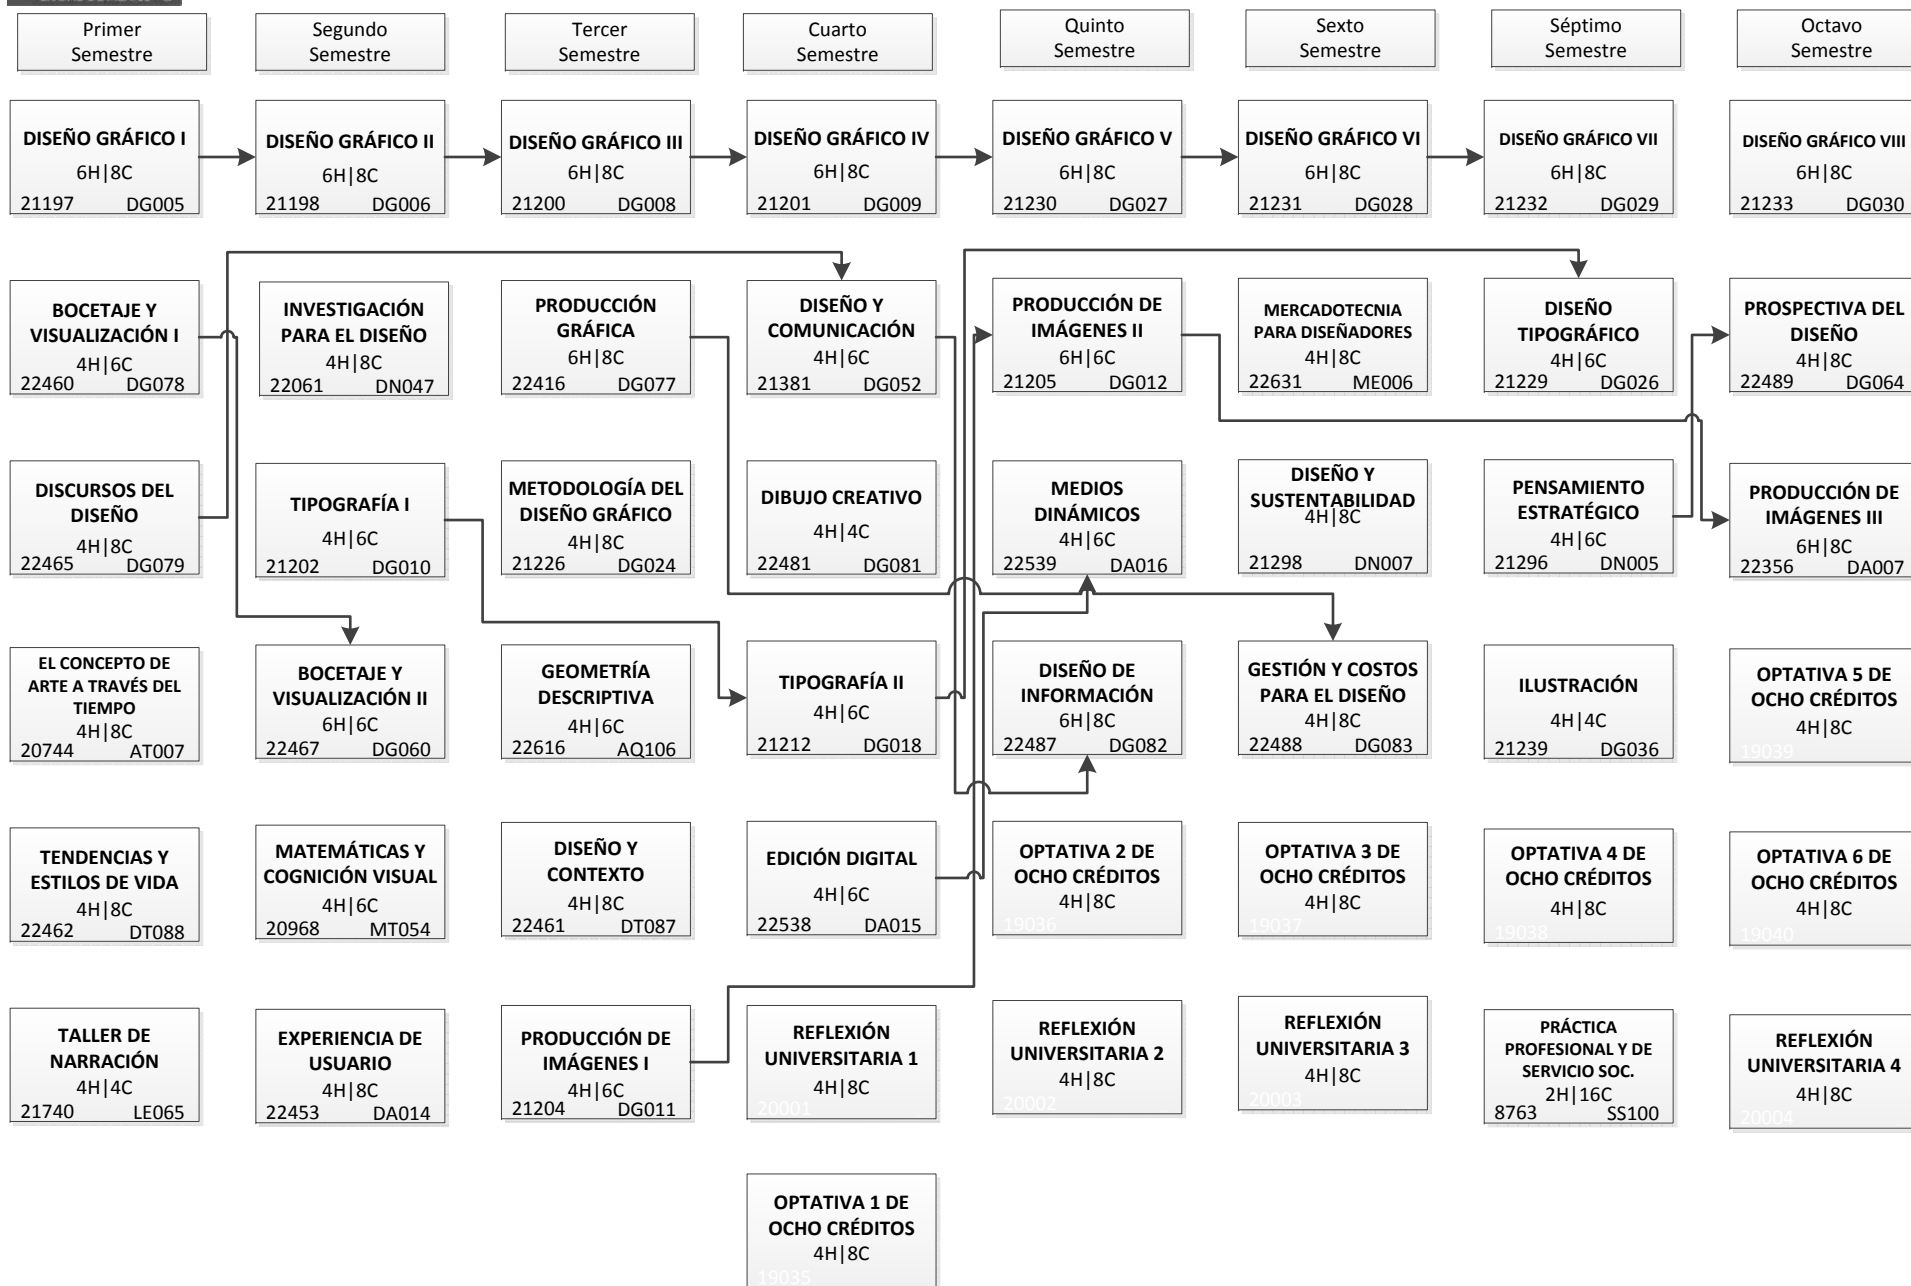 Primer
Semestre
Segundo
Semestre
Tercer
Semestre
Cuarto
Semestre
Quinto
Semestre
Sexto
Semestre
Séptimo
Semestre
Octavo
Semestre
DISEÑO GRÁFICO I
6H|8C
21197 DG005
DISEÑO GRÁFICO II
6H|8C
21198 DG006
DISEÑO GRÁFICO III
6H|8C
21200 DG008
DISEÑO GRÁFICO IV
6H|8C
21201 DG009
DISEÑO GRÁFICO V
6H|8C
21230 DG027
DISEÑO GRÁFICO VI
6H|8C
21231 DG028
DISEÑO GRÁFICO VII
6H|8C
21232 DG029
DISEÑO GRÁFICO VIII
6H|8C
21233 DG030
BOCETAJE Y
VISUALIZACIÓN I
4H|6C
22460 DG078
INVESTIGACIÓN
PARA EL DISEÑO
4H|8C
22061 DN047
PRODUCCIÓN
GRÁFICA
6H|8C
22416 DG077
DISEÑO Y
COMUNICACIÓN
4H|6C
21381 DG052
PRODUCCIÓN DE
IMÁGENES II
6H|6C
21205 DG012
MERCADOTECNIA
PARA DISEÑADORES
4H|8C
22631 ME006
DISEÑO
TIPOGRÁFICO
4H|6C
21229 DG026
PROSPECTIVA DEL
DISEÑO
4H|8C
22489 DG064
DISCURSOS DEL
DISEÑO
4H|8C
22465 DG079
TIPOGRAFÍA I
4H|6C
21202 DG010
METODOLOGÍA DEL
DISEÑO GRÁFICO
4H|8C
21226 DG024
DIBUJO CREATIVO
4H|4C
22481 DG081
MEDIOS
DINÁMICOS
4H|6C
22539 DA016
DISEÑO Y
SUSTENTABILIDAD
4H|8C
21298 DN007
PENSAMIENTO
ESTRATÉGICO
4H|6C
21296 DN005
PRODUCCIÓN DE
IMÁGENES III
6H|8C
22356 DA007
EL CONCEPTO DE
ARTE A TRAVÉS DEL
TIEMPO
4H|8C
20744 AT007
BOCETAJE Y
VISUALIZACIÓN II
6H|6C
22467 DG060
GEOMETRÍA
DESCRIPTIVA
4H|6C
22616 AQ106
TIPOGRAFÍA II
4H|6C
21212 DG018
DISEÑO DE
INFORMACIÓN
6H|8C
22487 DG082
GESTIÓN Y COSTOS
PARA EL DISEÑO
4H|8C
22488 DG083
ILUSTRACIÓN
4H|4C
21239 DG036
OPTATIVA 5 DE
OCHO CRÉDITOS
4H|8C
19039
TENDENCIAS Y
ESTILOS DE VIDA
4H|8C
22462 DT088
MATEMÁTICAS Y
COGNICIÓN VISUAL
4H|6C
20968 MT054
DISEÑO Y
CONTEXTO
4H|8C
22461 DT087
EDICIÓN DIGITAL
4H|6C
22538 DA015
OPTATIVA 2 DE
OCHO CRÉDITOS
4H|8C
19036
OPTATIVA 3 DE
OCHO CRÉDITOS
4H|8C
19037
OPTATIVA 4 DE
OCHO CRÉDITOS
4H|8C
19038
OPTATIVA 6 DE
OCHO CRÉDITOS
4H|8C
19040
TALLER DE
NARRACIÓN
4H|4C
21740 LE065
EXPERIENCIA DE
USUARIO
4H|8C
22453 DA014
PRODUCCIÓN DE
IMÁGENES I
4H|6C
21204 DG011
REFLEXIÓN
UNIVERSITARIA 1
4H|8C
20001
REFLEXIÓN
UNIVERSITARIA 2
4H|8C
20002
REFLEXIÓN
UNIVERSITARIA 3
4H|8C
20003
PRÁCTICA
PROFESIONAL Y DE
SERVICIO SOC.
2H|16C
8763 SS100
REFLEXIÓN
UNIVERSITARIA 4
4H|8C
20004
OPTATIVA 1 DE
OCHO CRÉDITOS
4H|8C
19035